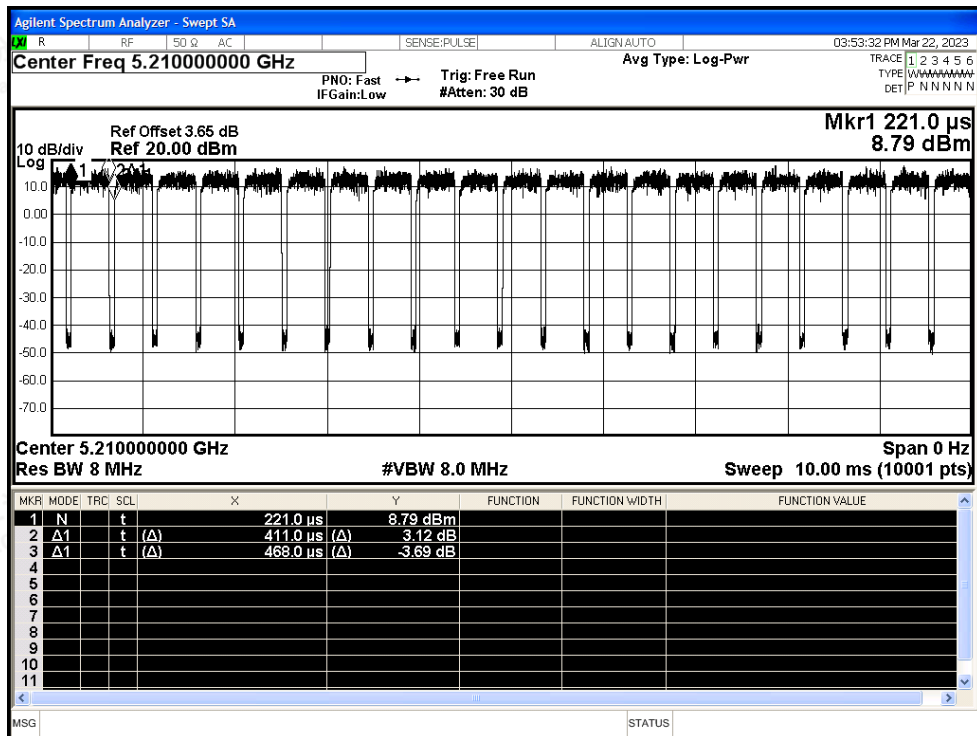 Agilent Spectrum Analyzer - Swept SA
LXI R RF 50 Ω AC SENSE:PULSE ALIGN AUTO 03:53:32 PM Mar 22, 2023
Center Freq 5.210000000 GHz
PNO: Fast
IFGain:Low
Trig: Free Run
#Atten: 30 dB
Avg Type: Log-Pwr
TRACE 1 2 3 4 5 6
TYPE
DET P N N N N N
Mkr1 221.0 µs
8.79 dBm
Ref Offset 3.65 dB
10 dB/div Ref 20.00 dBm
Log
1
10.0
0.00
-10.0
-20.0
-30.0
-40.0
-50.0
-60.0
-70.0
Center 5.210000000 GHz Span 0 Hz
Res BW 8 MHz #VBW 8.0 MHz Sweep 10.00 ms (10001 pts)
MKR MODE TRC SCL X Y FUNCTION FUNCTION WIDTH FUNCTION VALUE
1 N t 221.0 µs 8.79 dBm
2 Δ1 t (Δ) 411.0 µs (Δ) 3.12 dB
3 Δ1 t (Δ) 468.0 µs (Δ) -3.69 dB
4
5
6
7
8
9
10
11
MSG STATUS